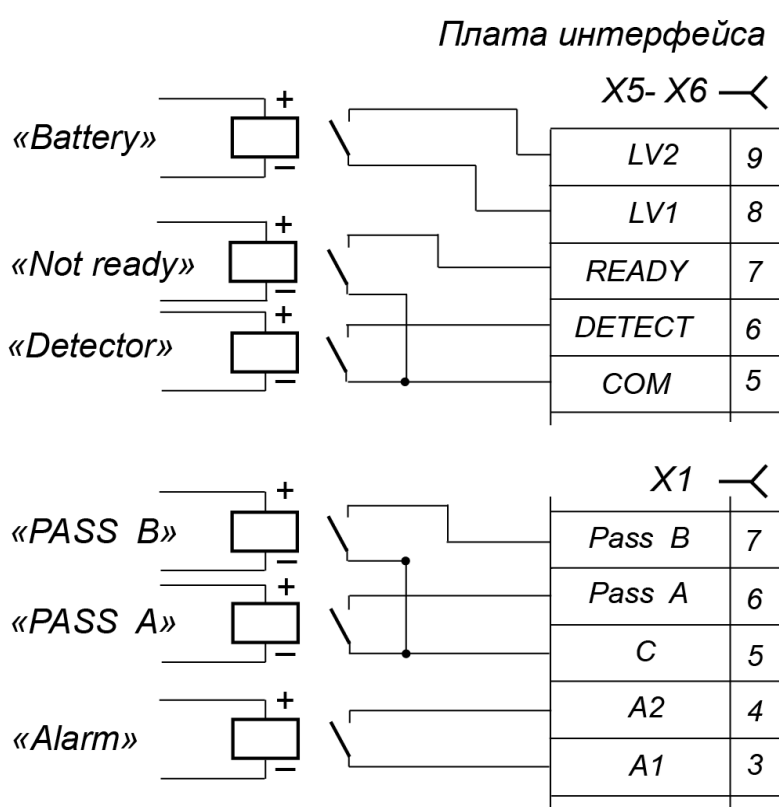 Плата интерфейса
X5- X6
«Battery» + − LV2 9
LV1 8
«Not ready» + − READY 7
«Detector» + − DETECT 6
COM 5
X1
«PASS B» + − Pass B 7
«PASS A» + − Pass A 6
C 5
«Alarm» + − A2 4
A1 3